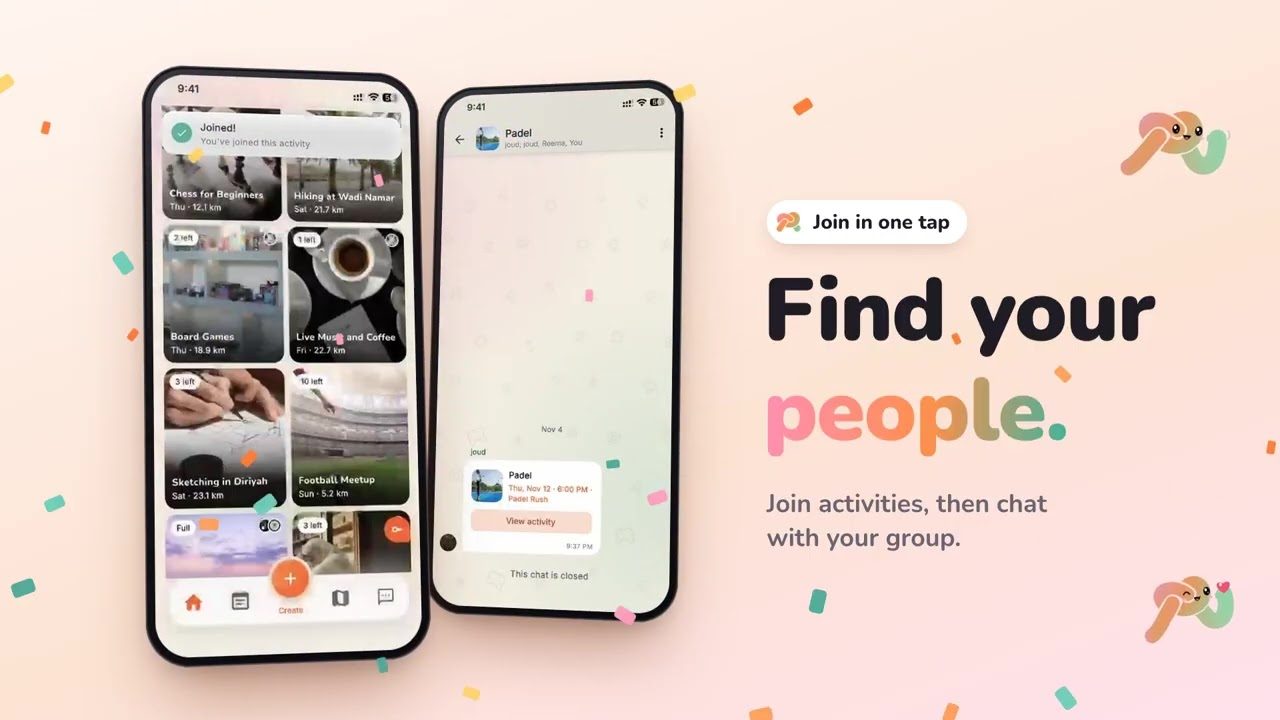 9:41
Joined!
You've joined this activity
Chess for Beginners
Thu · 12.1 km
Hiking at Wadi Namar
Sat · 21.7 km
2 left
1 left
Board Games
Thu · 18.9 km
Live Music and Coffee
Fri · 22.7 km
3 left
10 left
Sketching in Diriyah
Sat · 23.1 km
Football Meetup
Sun · 5.2 km
Full
3 left
Create
9:41
Padel
joud, joud, Reema, You
Nov 4
joud
Padel
Thu, Nov 12 · 6:00 PM ·
Padel Rush
View activity
9:37 PM
This chat is closed
Join in one tap
Find your
people.
Join activities, then chat
with your group.